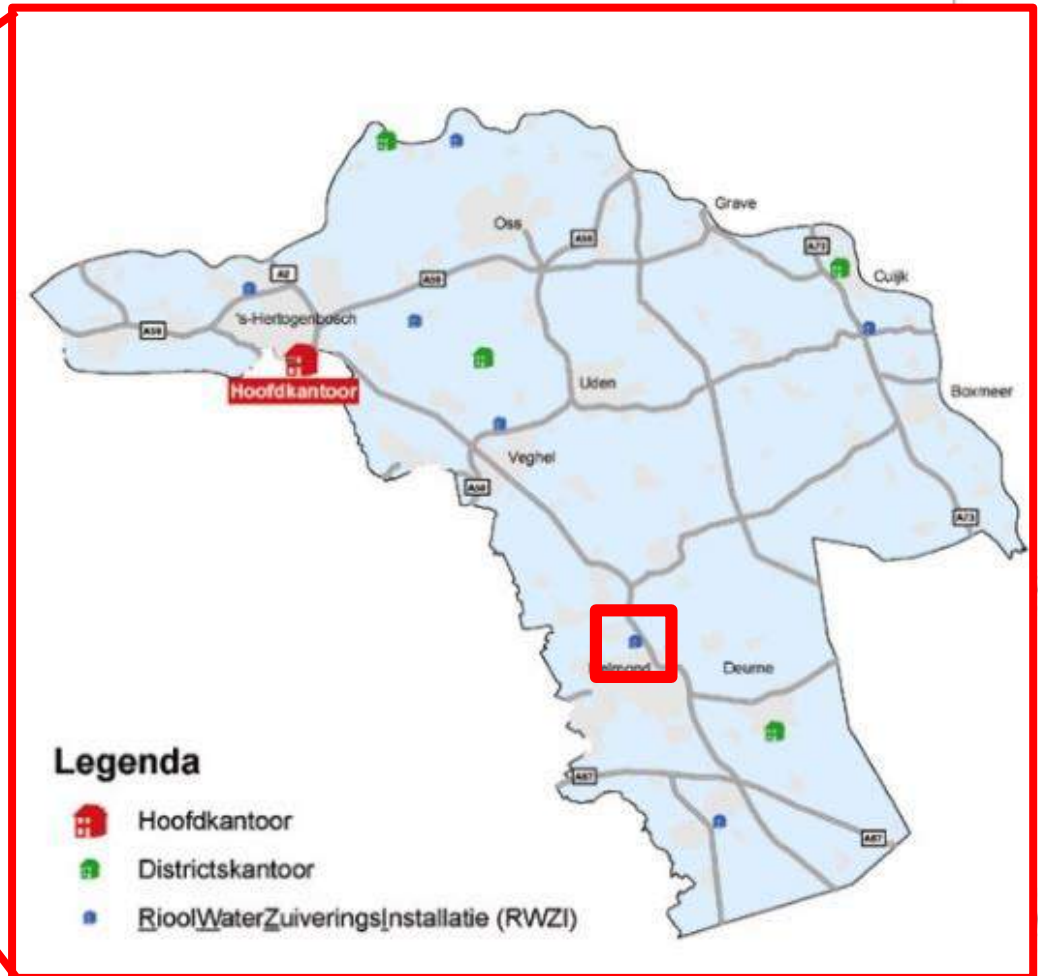 Grave
Oss
A50
A73
Cuijk
A2
A59
's-Hertogenbosch
A59
Hoofdkantoor
Uden
Boxmeer
Veghel
A50
A73
elmond
Deurne
A67
A67
Legenda
Hoofdkantoor
Districtskantoor
RioolWaterZuiveringsInstallatie (RWZI)